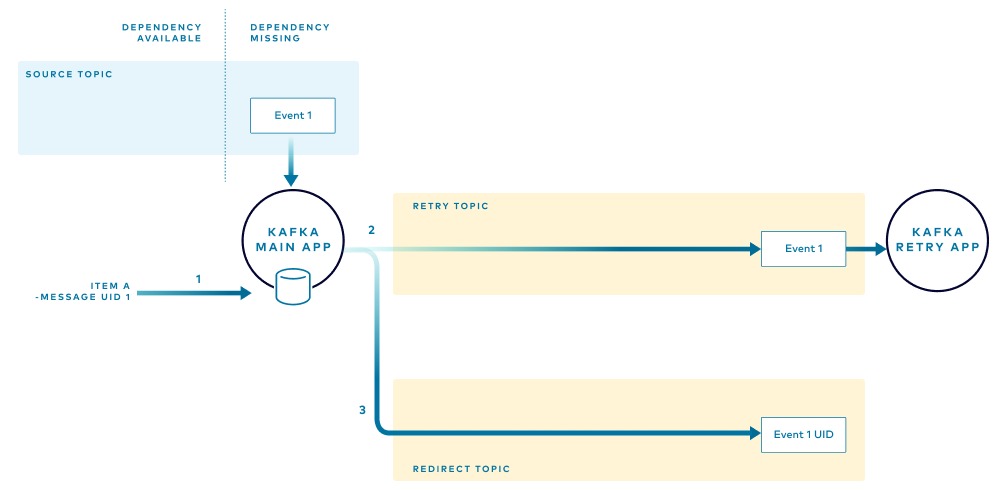 DEPENDENCY
AVAILABLE
DEPENDENCY
MISSING
SOURCE TOPIC
Event 1
KAFKA
MAIN APP
2
RETRY TOPIC
Event 1
KAFKA
RETRY APP
1
ITEM A
-MESSAGE UID 1
3
Event 1 UID
REDIRECT TOPIC